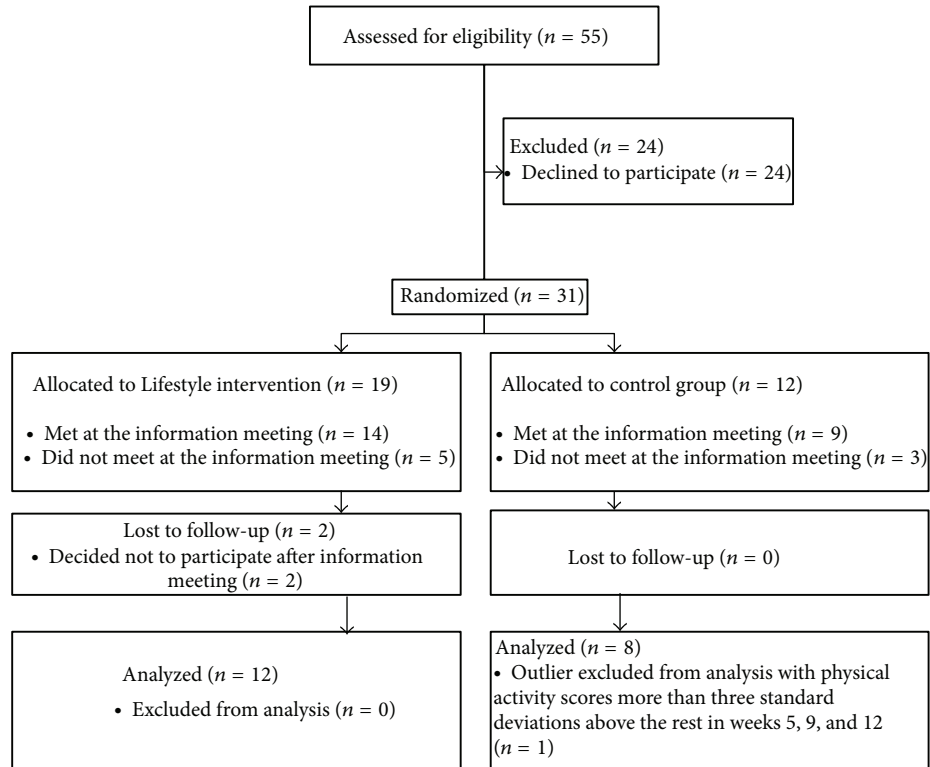 Assessed for eligibility (n = 55)
Excluded (n = 24)
• Declined to participate (n = 24)
Randomized (n = 31)
Allocated to Lifestyle intervention (n = 19)
• Met at the information meeting (n = 14)
• Did not meet at the information meeting (n = 5)
Allocated to control group (n = 12)
• Met at the information meeting (n = 9)
• Did not meet at the information meeting (n = 3)
Lost to follow-up (n = 2)
• Decided not to participate after information
meeting (n = 2)
Lost to follow-up (n = 0)
Analyzed (n = 12)
• Excluded from analysis (n = 0)
Analyzed (n = 8)
• Outlier excluded from analysis with physical
activity scores more than three standard
deviations above the rest in weeks 5, 9, and 12
(n = 1)